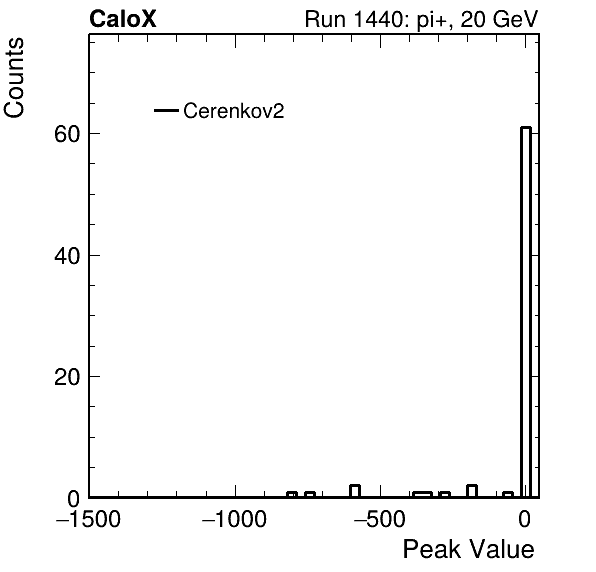 CaloX Run 1440: pi+, 20 GeV
Counts
Cerenkov2
60
40
20
0
−1500 −1000 −500 0
Peak Value